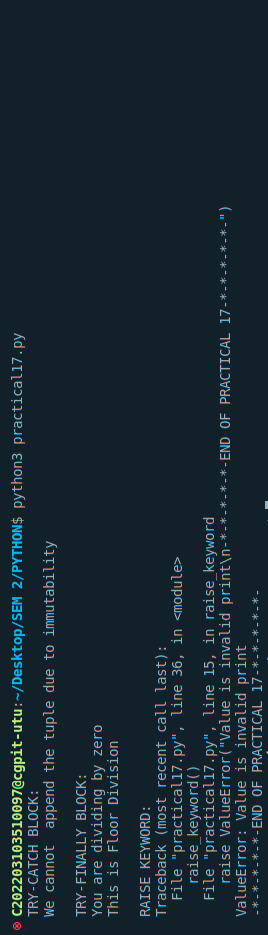 C202203103510097@cgpit-utu:~/Desktop/SEM 2/PYTHON$ python3 practical17.py
TRY-CATCH BLOCK:
We cannot  append the tuple due to immutability
TRY-FINALLY BLOCK:
You are dividing by zero
This is Floor Division
RAISE KEYWORD:
Traceback (most recent call last):
  File "practical17.py", line 36, in <module>
    raise_keyword()
  File "practical17.py", line 15, in raise_keyword
    raise ValueError("Value is invalid print\n-*-*-*-*-*-END OF PRACTICAL 17-*-*-*-*-*-")
ValueError: Value is invalid print
-*-*-*-*-*-END OF PRACTICAL 17-*-*-*-*-*-